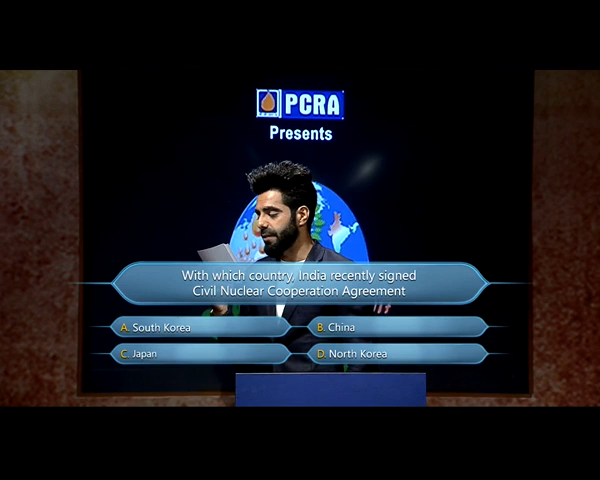 PCRA
Presents
With which country, India recently signed
Civil Nuclear Cooperation Agreement
A. South Korea
B. China
C. Japan
D. North Korea